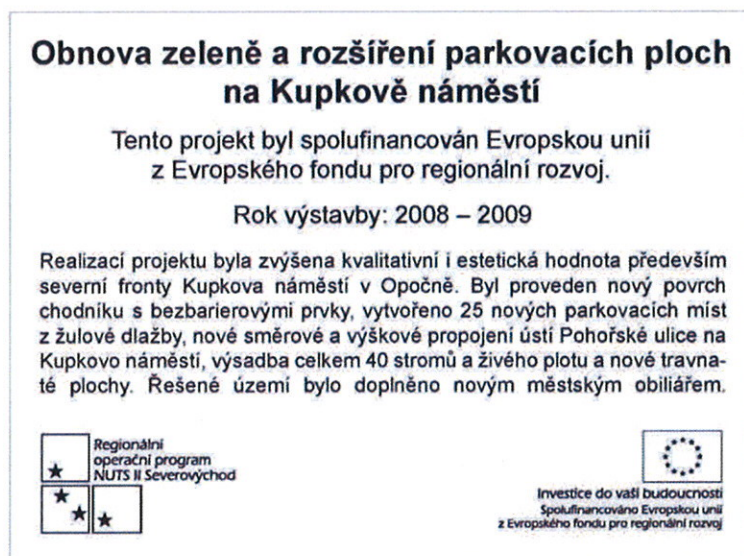 Obnova zeleně a rozšíření parkovacích ploch
na Kupkově náměstí
Tento projekt byl spolufinancován Evropskou unií
z Evropského fondu pro regionální rozvoj.
Rok výstavby: 2008 – 2009
Realizací projektu byla zvýšena kvalitativní i estetická hodnota především
severní fronty Kupkova náměstí v Opočně. Byl proveden nový povrch
chodníku s bezbarierovými prvky, vytvořeno 25 nových parkovacích míst
z žulové dlažby, nové směrové a výškové propojení ústí Pohořské ulice na
Kupkovo náměstí, výsadba celkem 40 stromů a živého plotu a nové travna-
té plochy. Řešené území bylo doplněno novým městským obiliářem.
Regionální
operační program
NUTS II Severovýchod
Investice do vaší budoucnosti
Spolufinancováno Evropskou unií
z Evropského fondu pro regionální rozvoj